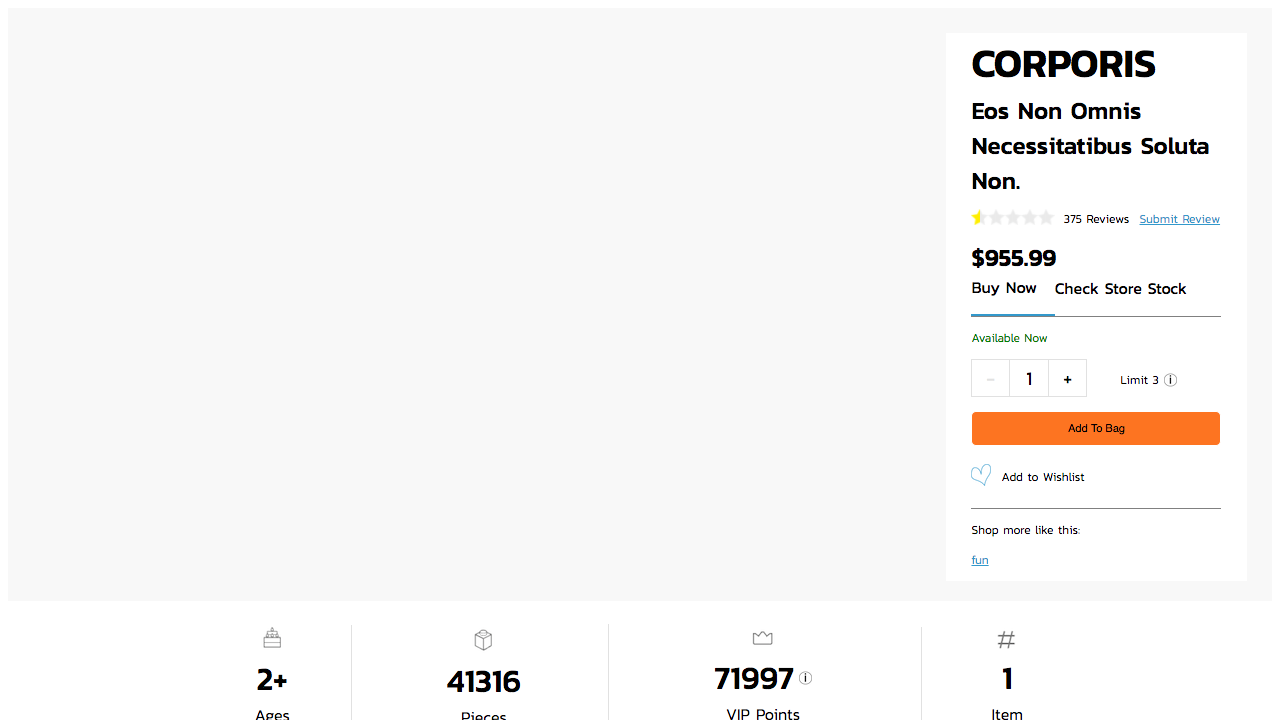 CORPORIS
Eos Non Omnis
Necessitatibus Soluta
Non.
375 Reviews Submit Review
$955.99
Buy Now Check Store Stock
Available Now
− 1 + Limit 3
Add To Bag
Add to Wishlist
Shop more like this:
fun
2+ 41316 71997 1
Ages Pieces VIP Points Item